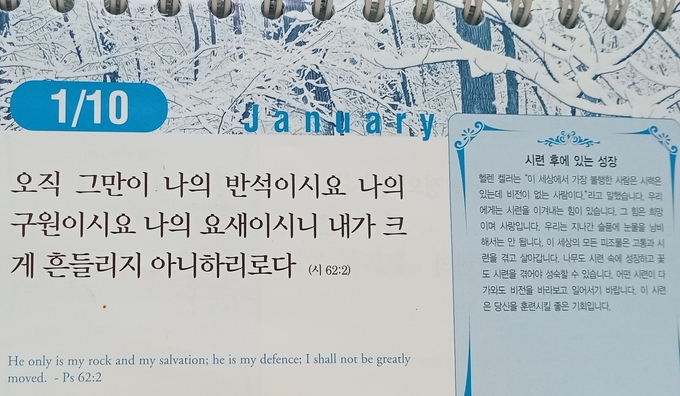 1/10
January
오직 그만이 나의 반석이시요 나의
구원이시요 나의 요새이시니 내가 크
게 흔들리지 아니하리로다 (시 62:2)
He only is my rock and my salvation; he is my defence; I shall not be greatly
moved. - Ps 62:2
시련 후에 있는 성장
헬렌 켈러는 "이 세상에서 가장 불행한 사람은 시력은
있는데 비전이 없는 사람이다."라고 말했습니다. 우리
에게는 시련을 이겨내는 힘이 있습니다. 그 힘은 희망
이며 사랑입니다. 우리는 지나간 슬픔에 눈물을 낭비
해서는 안 됩니다. 이 세상의 모든 피조물은 고통과 시
련을 겪고 살아갑니다. 나무도 시련 속에 성장하고 꽃
도 시련을 겪어야 성숙할 수 있습니다. 어떤 시련이 다
가와도 비전을 바라보고 일어서기 바랍니다. 이 시련
은 당신을 훈련시킬 좋은 기회입니다.